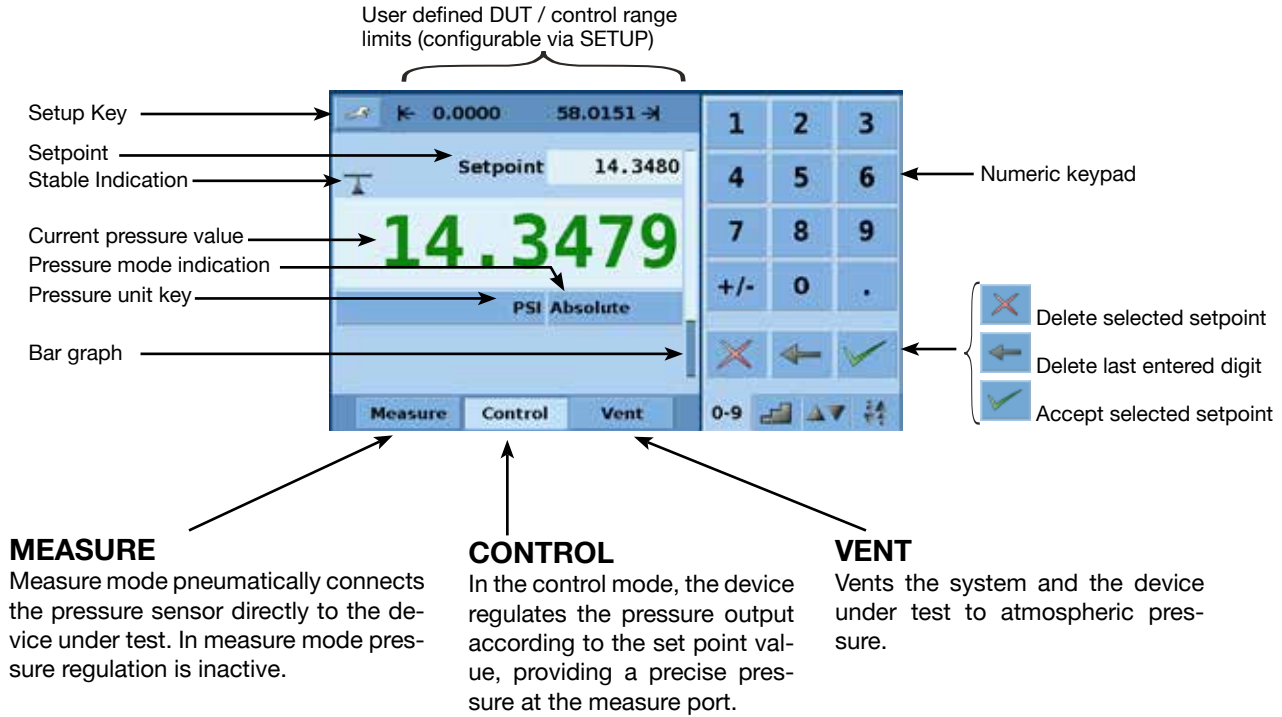 User defined DUT / control range
limits (configurable via SETUP)
Setup Key
Setpoint
Stable Indication
Current pressure value
Pressure mode indication
Pressure unit key
Bar graph
0.0000 58.0151
Setpoint 14.3480
14.3479
PSI Absolute
Measure Control Vent
1 2 3
4 5 6
7 8 9
+/- 0 .
0-9
Numeric keypad
Delete selected setpoint
Delete last entered digit
Accept selected setpoint
MEASURE
Measure mode pneumatically connects
the pressure sensor directly to the de-
vice under test. In measure mode pres-
sure regulation is inactive.
CONTROL
In the control mode, the device
regulates the pressure output
according to the set point val-
ue, providing a precise pres-
sure at the measure port.
VENT
Vents the system and the device
under test to atmospheric pres-
sure.